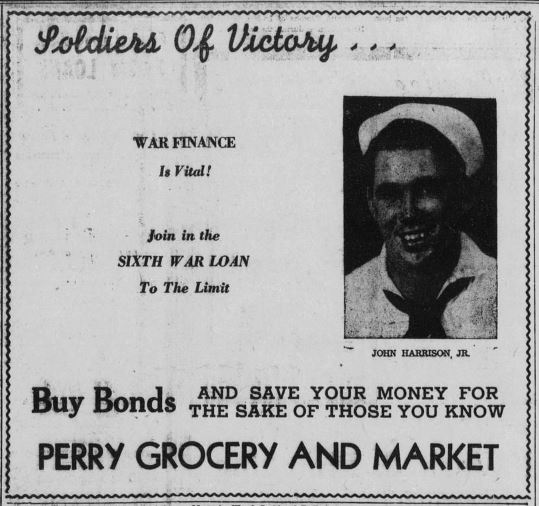 Soldiers Of Victory . . .
WAR FINANCE
Is Vital!
Join in the
SIXTH WAR LOAN
To The Limit
JOHN HARRISON, JR.
Buy Bonds AND SAVE YOUR MONEY FOR
THE SAKE OF THOSE YOU KNOW
PERRY GROCERY AND MARKET